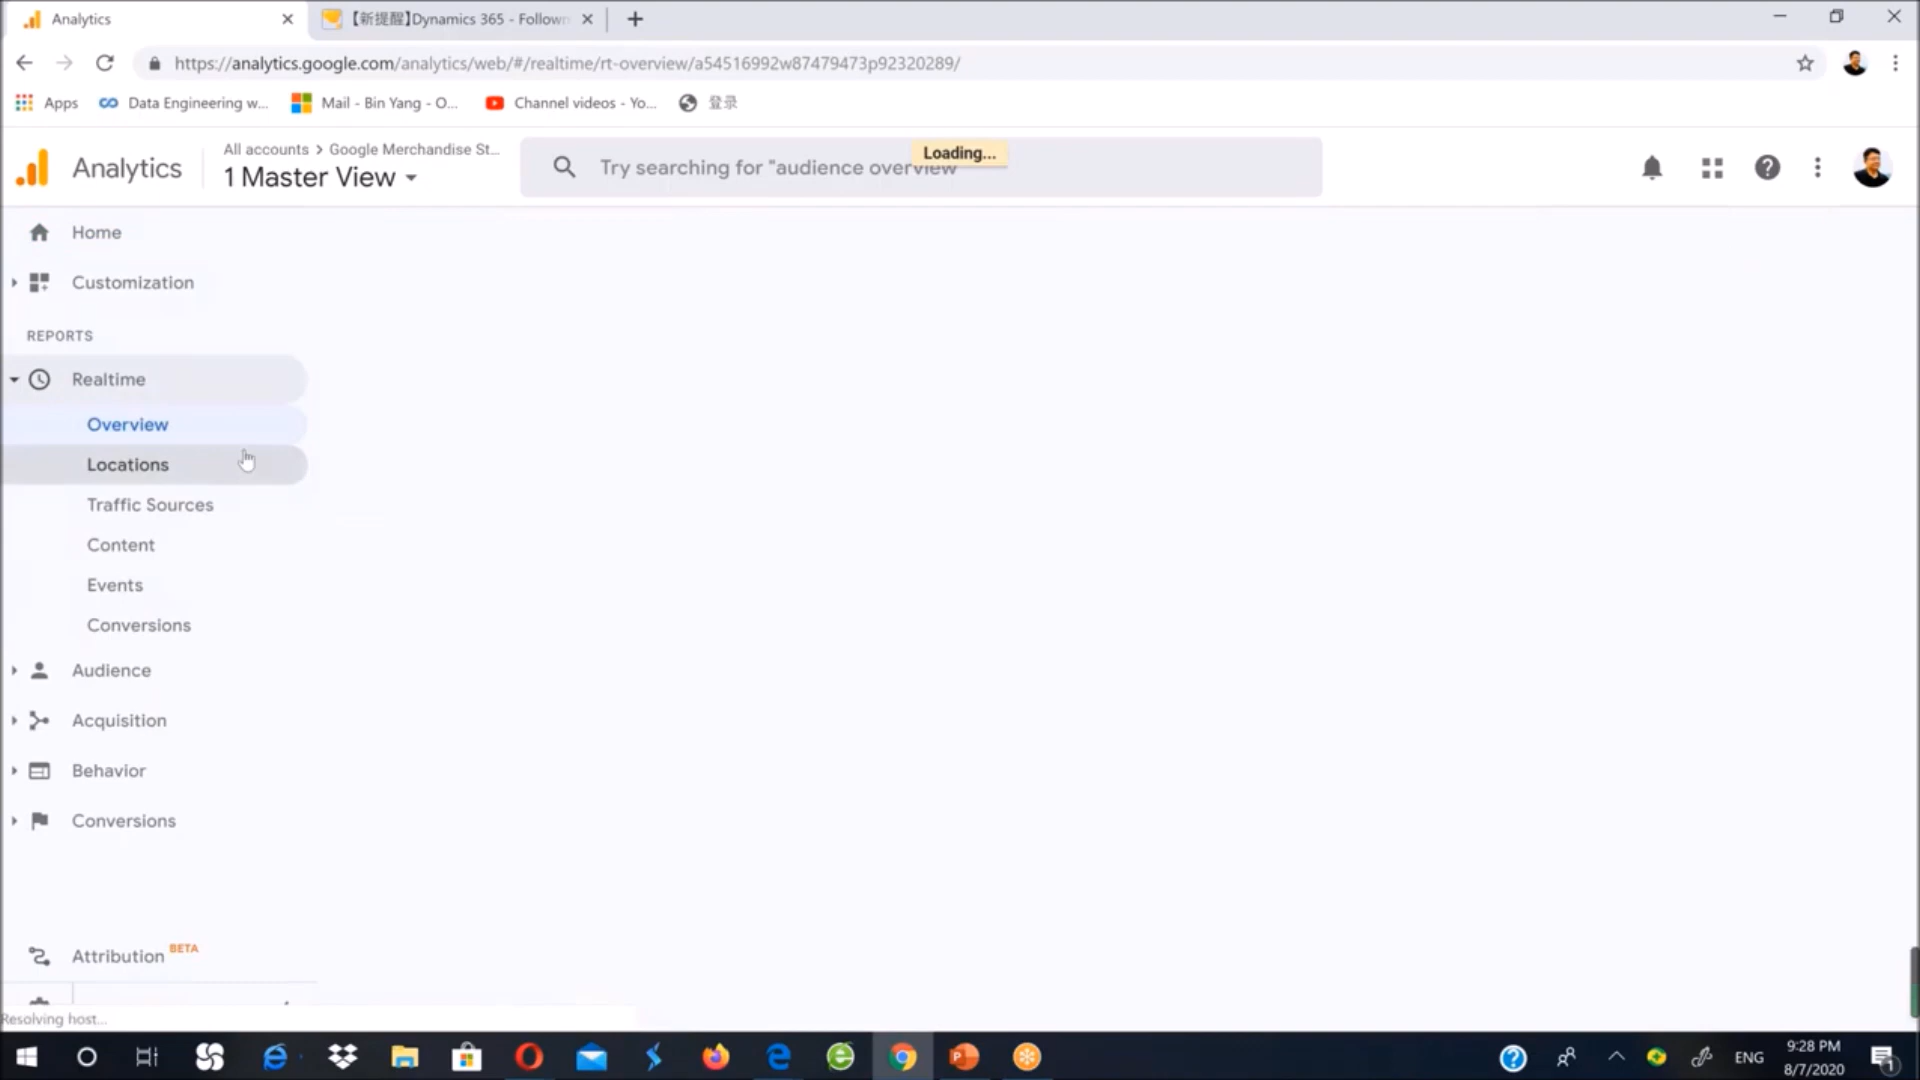 Analytics
【新提醒】Dynamics 365 - Follow
https://analytics.google.com/analytics/web/#/realtime/rt-overview/a54516992w87479473p92320289/
Apps
Data Engineering w...
Mail - Bin Yang - O...
Channel videos - Yo...
登录
Analytics
All accounts > Google Merchandise St...
1 Master View
Try searching for "audience overview"
Loading...
Home
Customization
REPORTS
Realtime
Overview
Locations
Traffic Sources
Content
Events
Conversions
Audience
Acquisition
Behavior
Conversions
Attribution BETA
Resolving host...
ENG
9:28 PM
8/7/2020
1